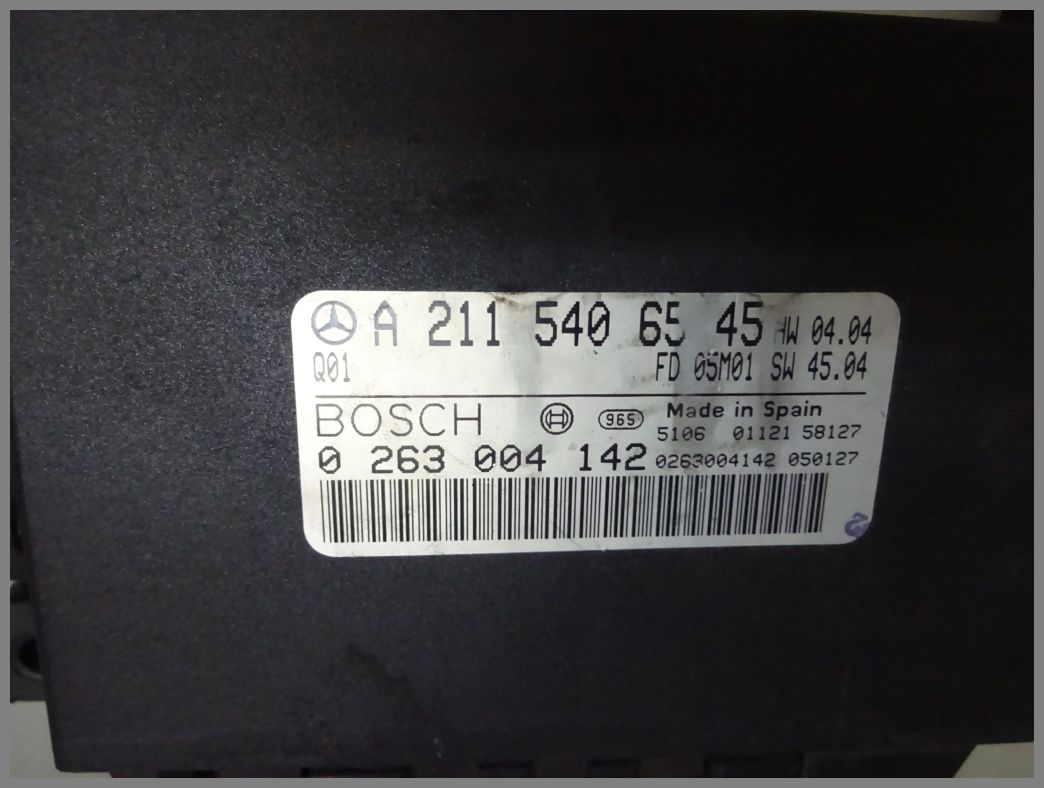 A 211 540 65 45 HW 04.04
Q01 FD 05M01 SW 45.04
BOSCH 965 Made in Spain
5106 01121 58127
0 263 004 142 0263004142 050127
2